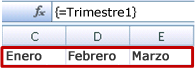 fx {=Trimestre1}
C D E
Enero Febrero Marzo